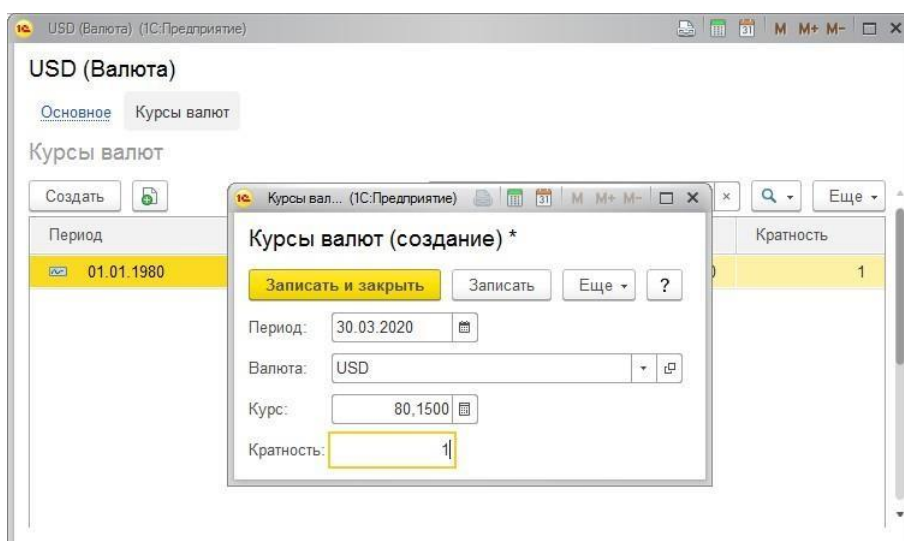 1С USD (Валюта) (1С:Предприятие) 31 M M+ M-
USD (Валюта)
Основное Курсы валют
Курсы валют
Создать Еще
Период Кратность
01.01.1980 1
1С Курсы вал... (1С:Предприятие) 31 M M+ M-
Курсы валют (создание) *
Записать и закрыть Записать Еще ?
Период: 30.03.2020
Валюта: USD
Курс: 80,1500
Кратность: 1